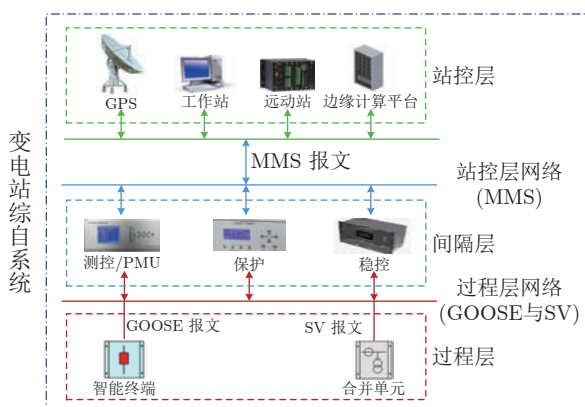 变电站综自系统
站控层
GPS
工作站
远动站
边缘计算平台
MMS 报文
站控层网络
(MMS)
间隔层
测控/PMU
保护
稳控
过程层网络
(GOOSE与SV)
GOOSE 报文
SV 报文
过程层
智能终端
合并单元